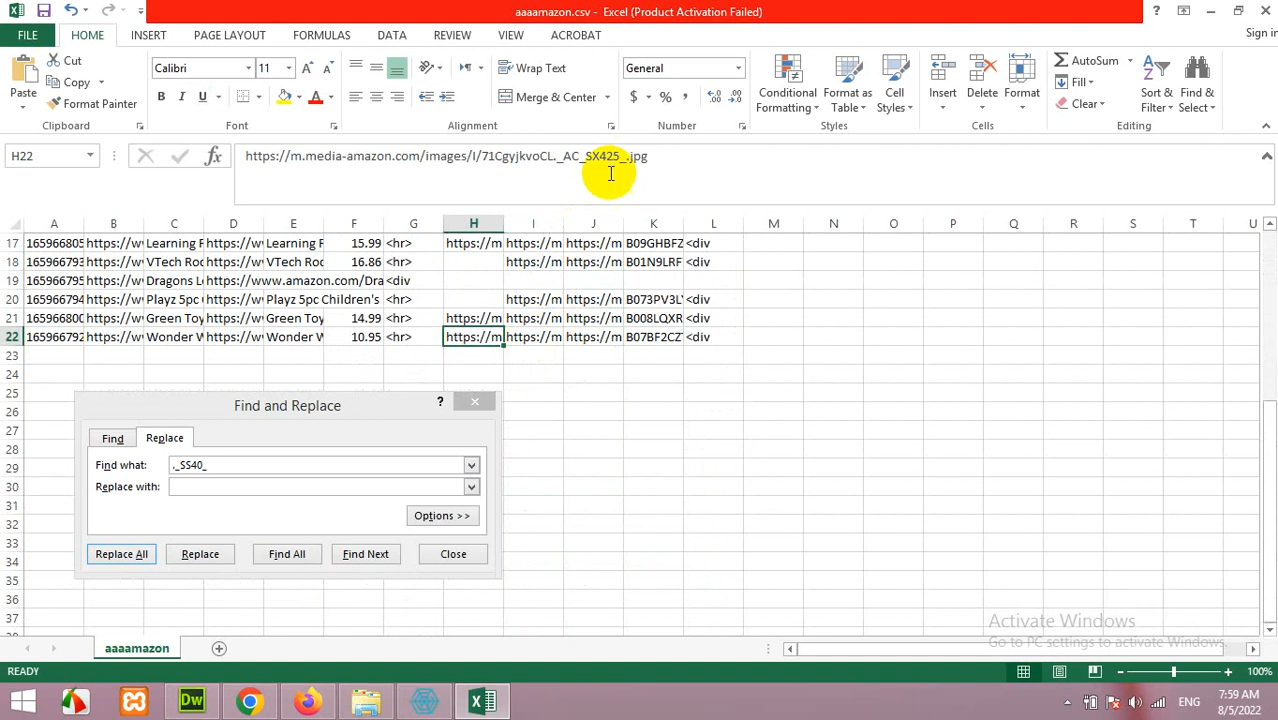 aaaamazon.csv - Excel (Product Activation Failed)
FILE HOME INSERT PAGE LAYOUT FORMULAS DATA REVIEW VIEW ACROBAT Sign in
Cut
Copy
Format Painter
Paste
Clipboard
Calibri 11
B I U
Font
Wrap Text
Merge & Center
Alignment
General
$ % ,
Number
Conditional Formatting
Format as Table
Cell Styles
Styles
Insert Delete Format
Cells
AutoSum
Fill
Clear
Sort & Filter
Find & Select
Editing
H22 fx https://m.media-amazon.com/images/I/71CgyjkvoCL._AC_SX425_.jpg
A B C D E F G H I J K L M N O P Q R S T U
17 165966805 https://w Learning F https://w Learning F 15.99 <hr> https://m https://m https://m B09GHBFZ <div
18 165966793 https://w VTech Roo https://w VTech Roo 16.86 <hr> https://m https://m B01N9LRF <div
19 165966792 https://w Dragons L https://www.amazon.com/Dra <div
20 165966794 https://w Playz 5pc https://w Playz 5pc Children's <hr> https://m https://m B073PV3L <div
21 165966800 https://w Green Toy https://w Green Toy 14.99 <hr> https://m https://m https://m B008LQXR <div
22 165966792 https://w Wonder W https://w Wonder W 10.95 <hr> https://m https://m https://m B07BF2CZ <div
23
24
25
26
27
28
29
30
31
32
33
34
35
36
37
Find and Replace ?
Find Replace
Find what: ._SS40_
Replace with:
Options >>
Replace All Replace Find All Find Next Close
Activate Windows
Go to PC settings to activate Windows.
aaaamazon
READY 100%
Dw
ENG
7:59 AM
8/5/2022